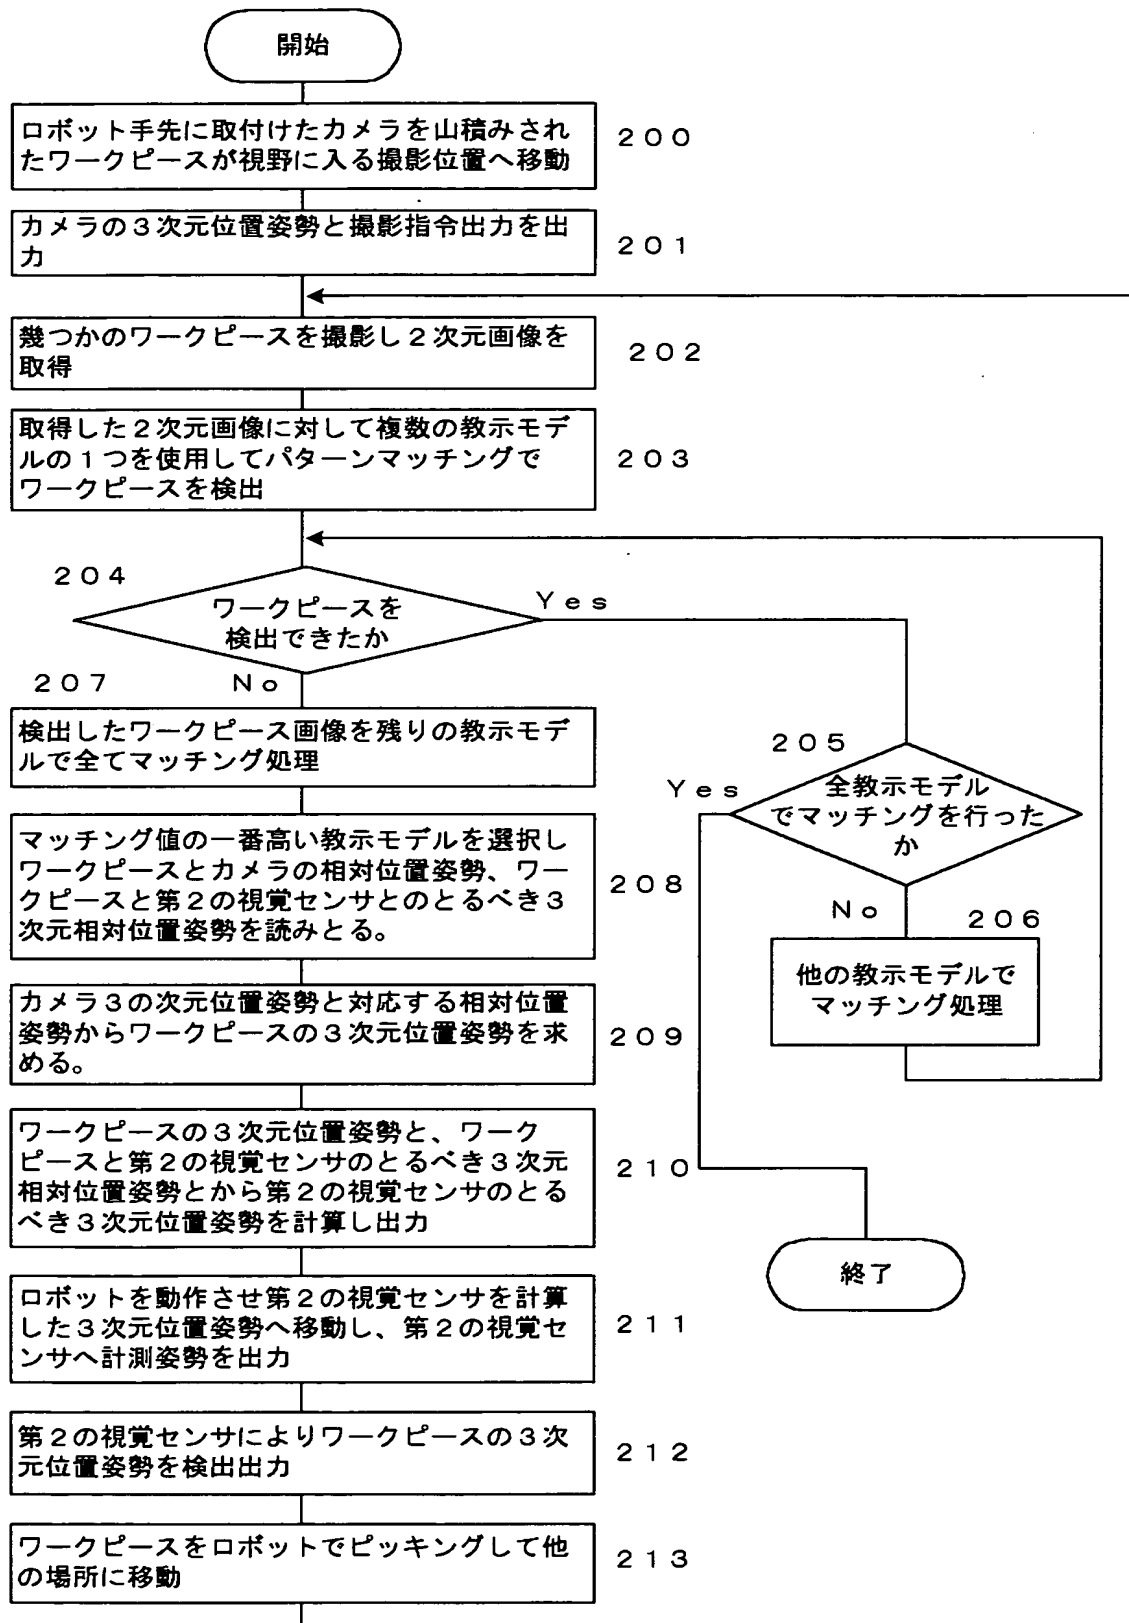 開始
ロボット手先に取付けたカメラを山積みされ
たワークピースが視野に入る撮影位置へ移動
200
カメラの3次元位置姿勢と撮影指令出力を出
力
201
幾つかのワークピースを撮影し2次元画像を
取得
202
取得した2次元画像に対して複数の教示モデ
ルの1つを使用してパターンマッチングで
ワークピースを検出
203
204
ワークピースを
検出できたか
Yes
207
No
検出したワークピース画像を残りの教示モデ
ルで全てマッチング処理
205
Yes
全教示モデル
でマッチングを行った
か
マッチング値の一番高い教示モデルを選択し
ワークピースとカメラの相対位置姿勢、ワー
クピースと第2の視覚センサとのとるべき3
次元相対位置姿勢を読みとる。
208
No
206
他の教示モデルで
マッチング処理
カメラ3の次元位置姿勢と対応する相対位置
姿勢からワークピースの3次元位置姿勢を求
める。
209
ワークピースの3次元位置姿勢と、ワーク
ピースと第2の視覚センサのとるべき3次元
相対位置姿勢とから第2の視覚センサのとる
べき3次元位置姿勢を計算し出力
210
終了
ロボットを動作させ第2の視覚センサを計算
した3次元位置姿勢へ移動し、第2の視覚セ
ンサへ計測姿勢を出力
211
第2の視覚センサによりワークピースの3次
元位置姿勢を検出出力
212
ワークピースをロボットでピッキングして他
の場所に移動
213